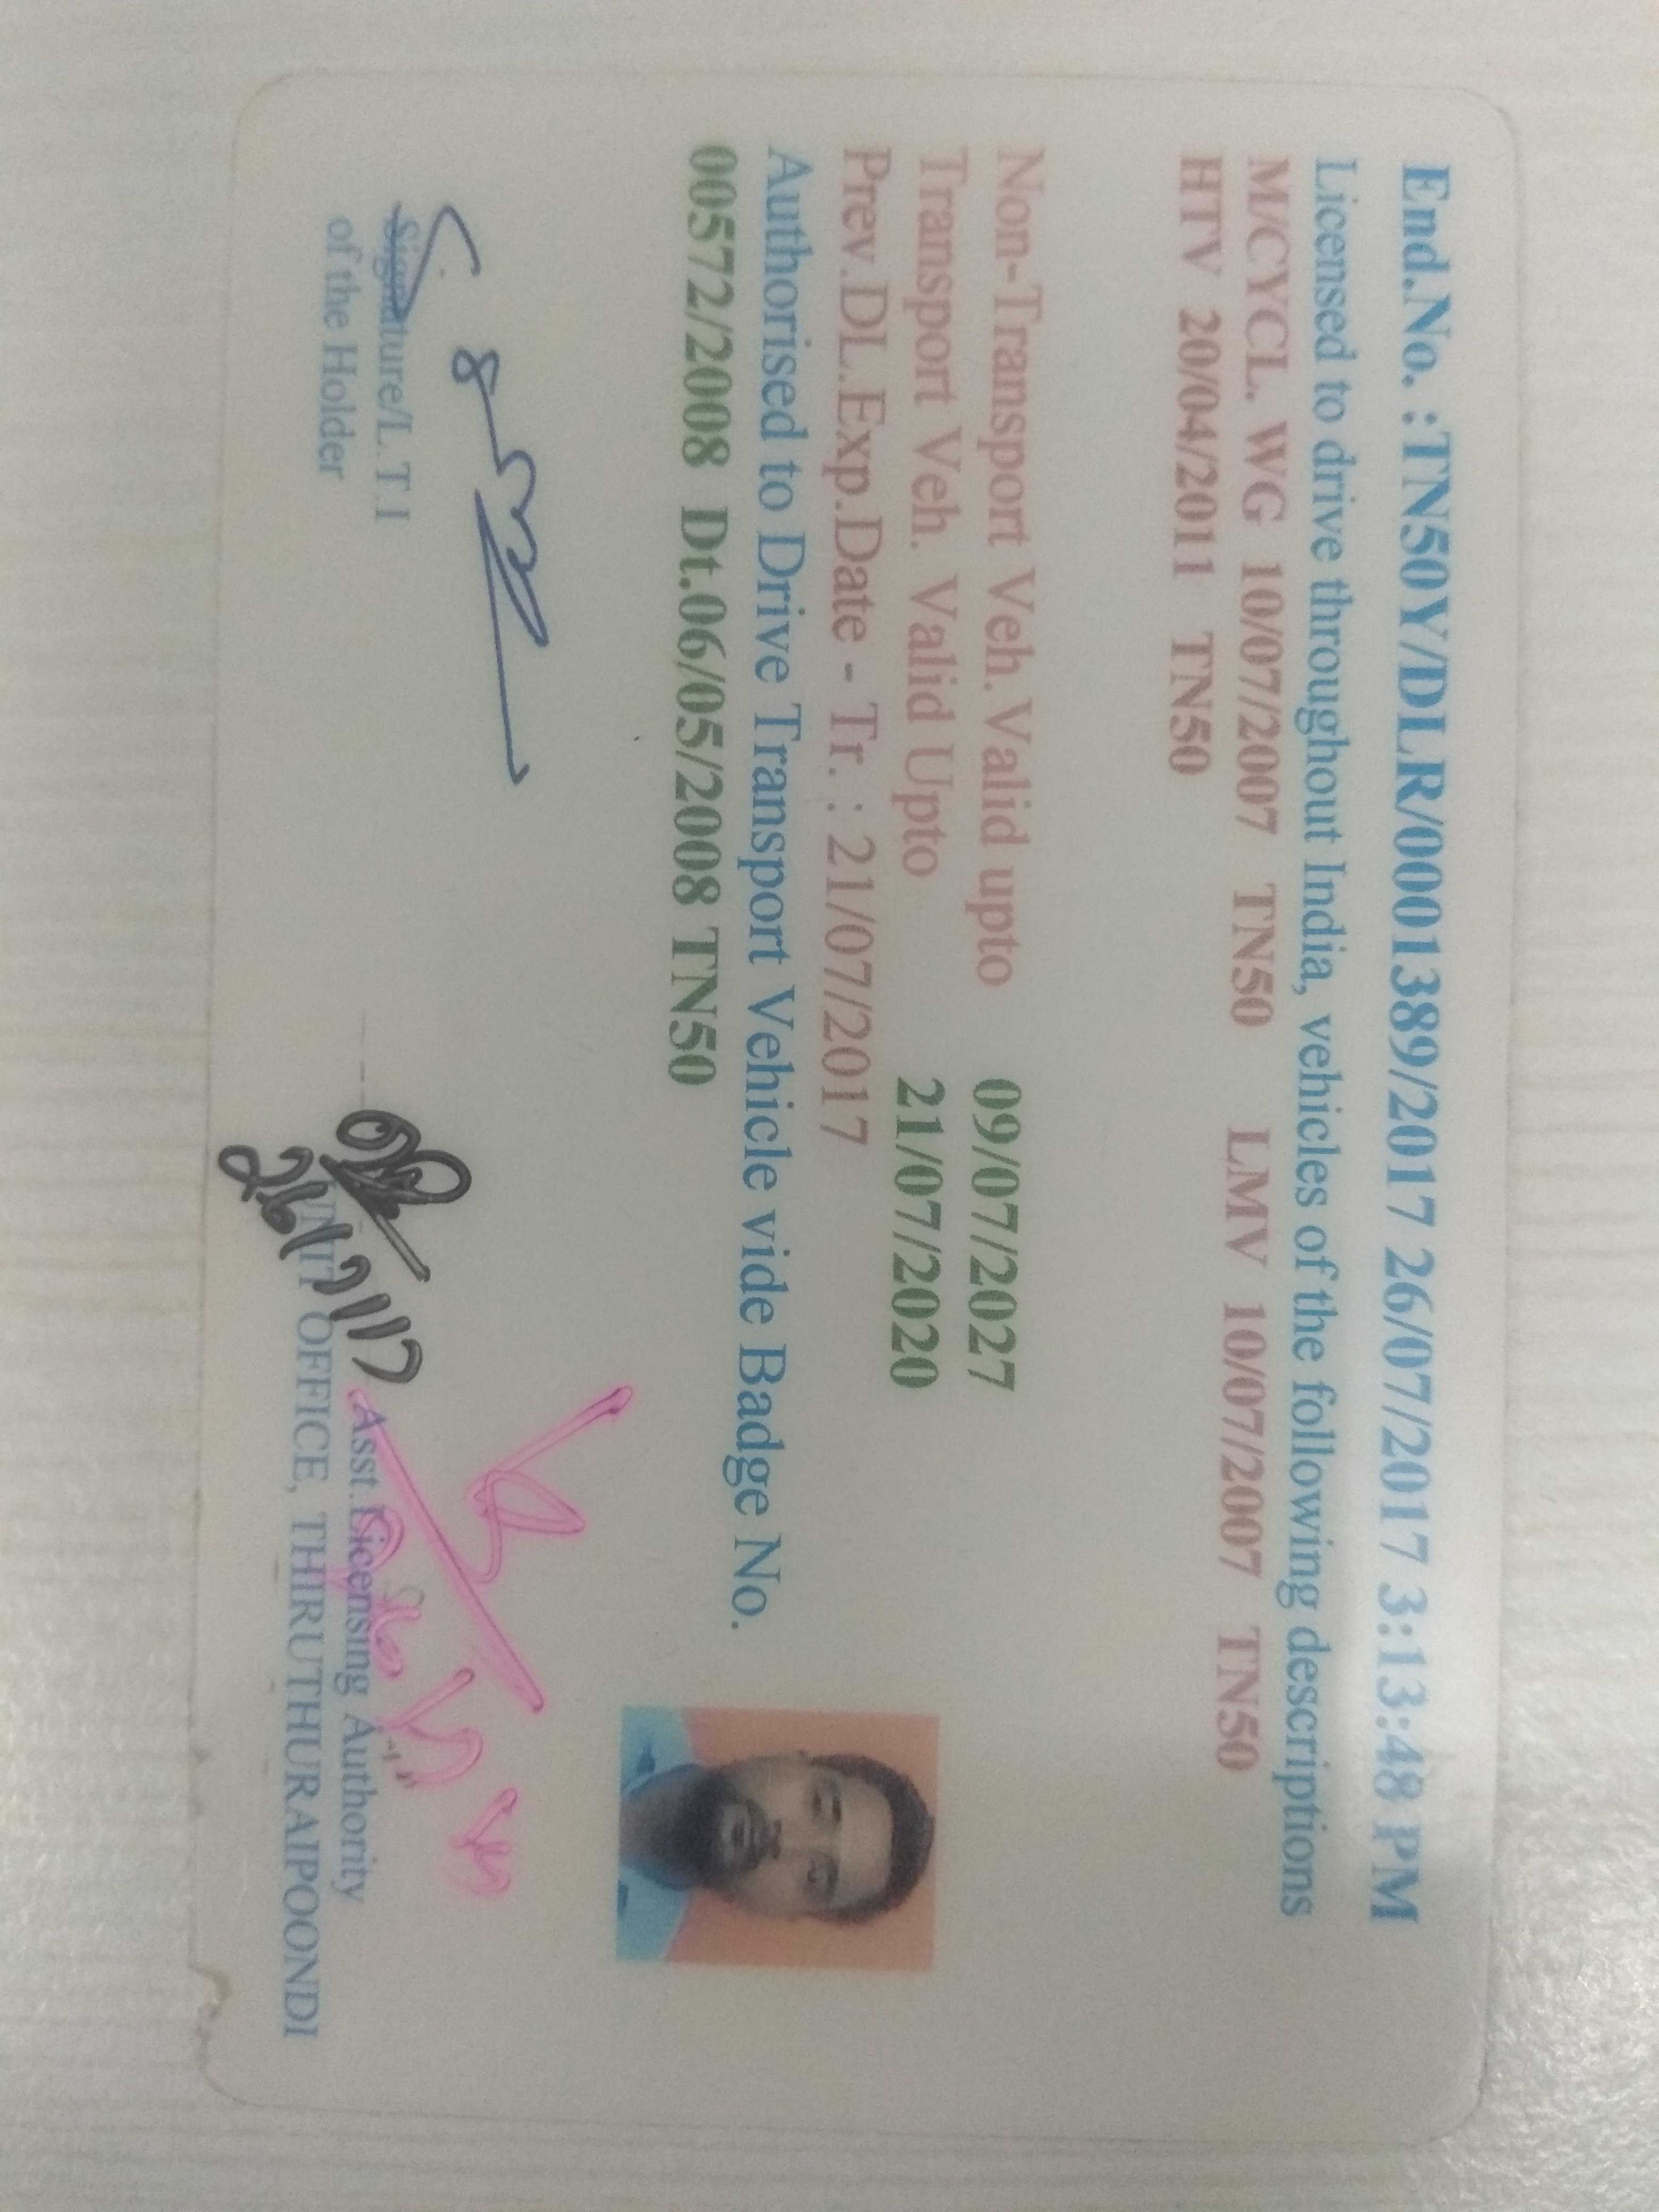 End.No. :TN50Y/DLR/0001389/2017 26/07/2017 3:13:48 PM
Licensed to drive throughout India, vehicles of the following descriptions
M/CYCL. WG 10/07/2007 TN50 LMV 10/07/2007 TN50
HTV 20/04/2011 TN50
Non-Transport Veh. Valid upto 09/07/2027
Transport Veh. Valid Upto 21/07/2020
Prev.DL.Exp.Date - Tr. : 21/07/2017
Authorised to Drive Transport Vehicle vide Badge No.
00572/2008 Dt.06/05/2008 TN50
Signature/L.T.I
of the Holder
26/7/17
Asst.Licensing Authority
UNIT OFFICE, THIRUTHURAIPOONDI